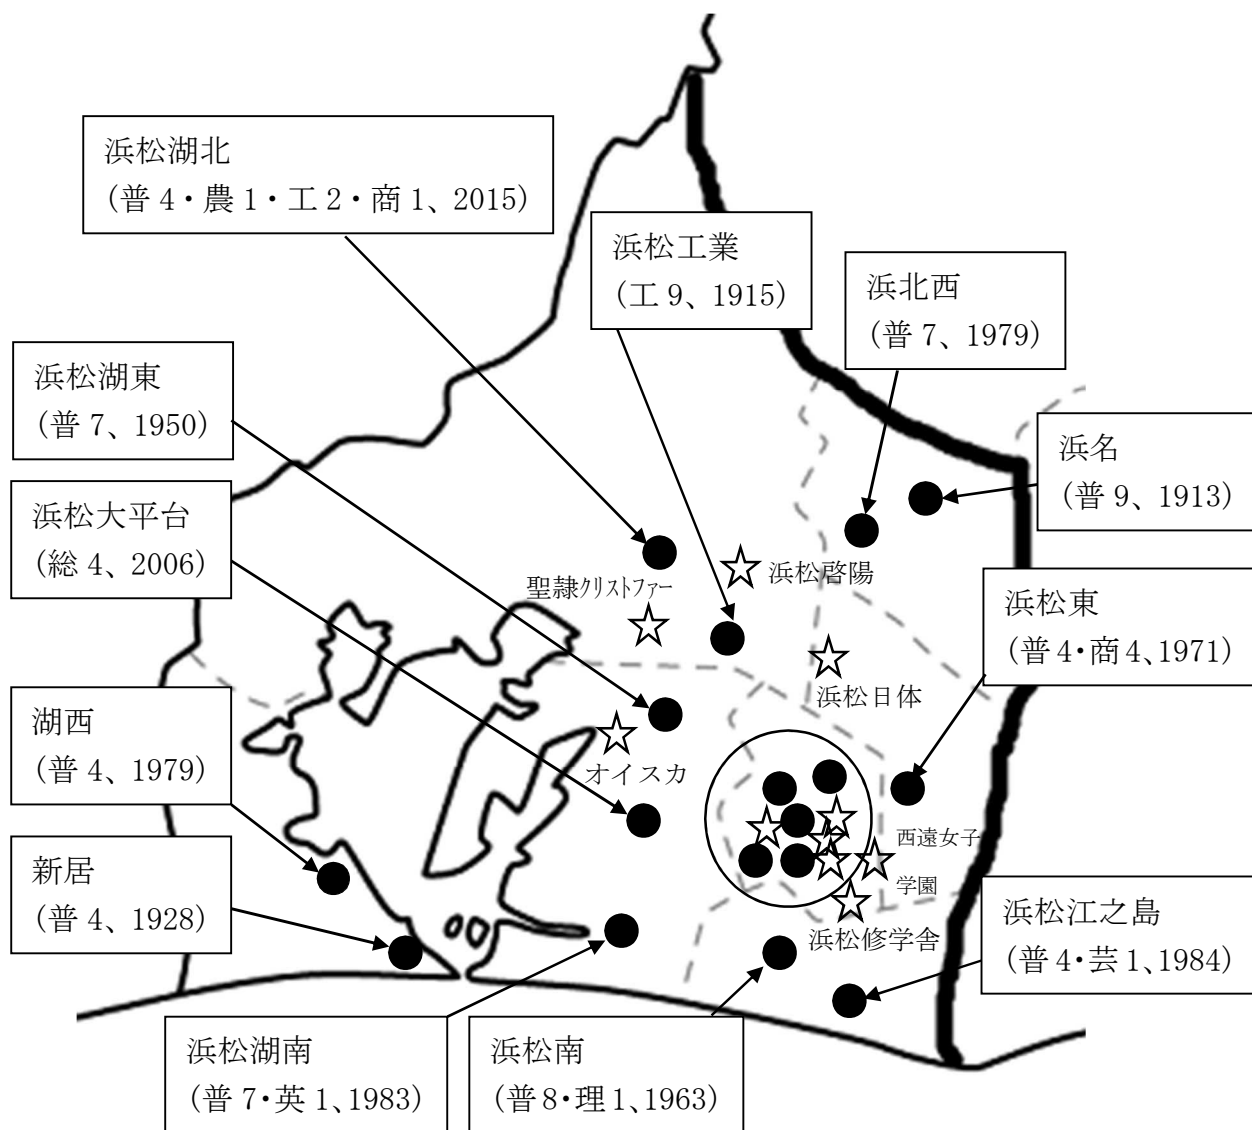 浜松湖北
(普4・農1・工2・商1、2015)
浜松工業
(工9、1915)
浜北西
(普7、1979)
浜松湖東
(普7、1950)
浜名
(普9、1913)
浜松大平台
(総4、2006)
浜松啓陽
聖隷クリストファー
浜松東
(普4・商4、1971)
浜松日体
湖西
(普4、1979)
オイスカ
西遠女子
学園
新居
(普4、1928)
浜松修学舎
浜松江之島
(普4・芸1、1984)
浜松湖南
(普7・英1、1983)
浜松南
(普8・理1、1963)